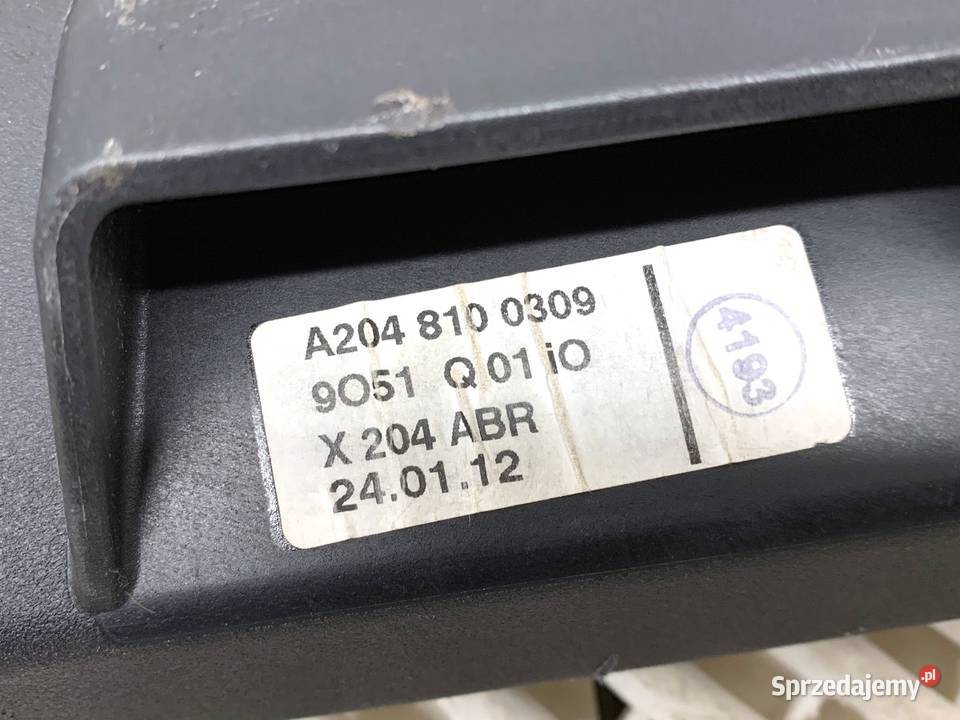 A204 810 0309
9O51 Q 01 iO
X 204 ABR
24.01.12
4193
Sprzedajemy.pl